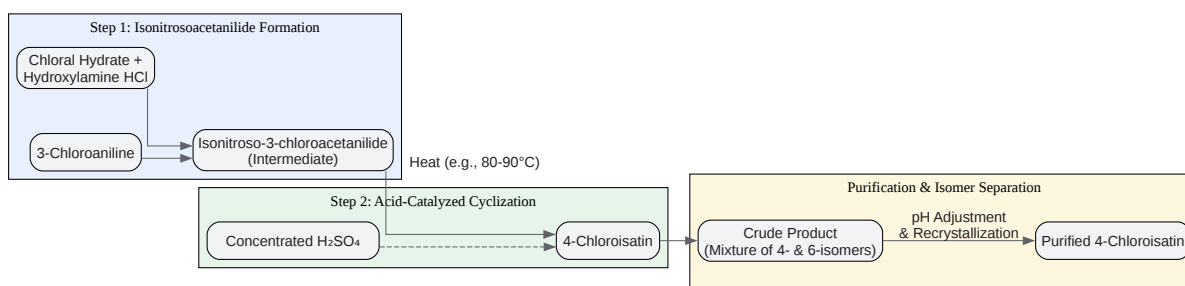 Step 1: Isonitrosoacetanilide Formation
Chloral Hydrate +
Hydroxylamine HCl
3-Chloroaniline
Isonitroso-3-chloroacetanilide
(Intermediate)
Heat (e.g., 80-90°C)
Step 2: Acid-Catalyzed Cyclization
Concentrated H₂SO₄
4-Chloroisatin
Purification & Isomer Separation
Crude Product
(Mixture of 4- & 6-isomers)
pH Adjustment
& Recrystallization
Purified 4-Chloroisatin